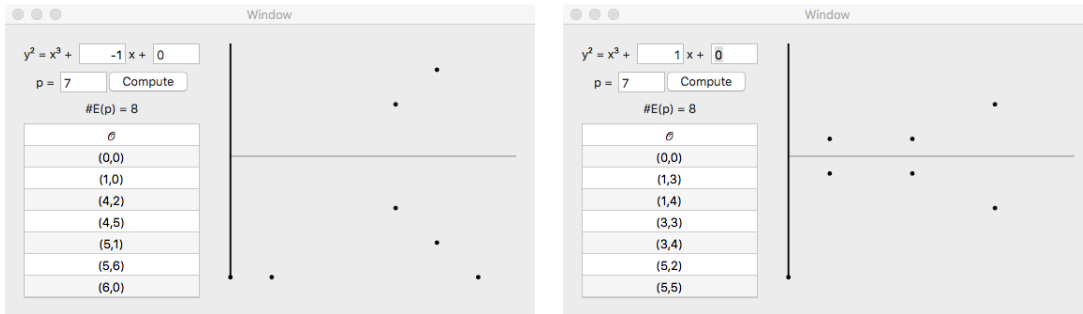 Window
y² = x³ + -1 x + 0
p = 7 Compute
#E(p) = 8
𝒪
(0,0)
(1,0)
(4,2)
(4,5)
(5,1)
(5,6)
(6,0)
Window
y² = x³ + 1 x + 0
p = 7 Compute
#E(p) = 8
𝒪
(0,0)
(1,3)
(1,4)
(3,3)
(3,4)
(5,2)
(5,5)